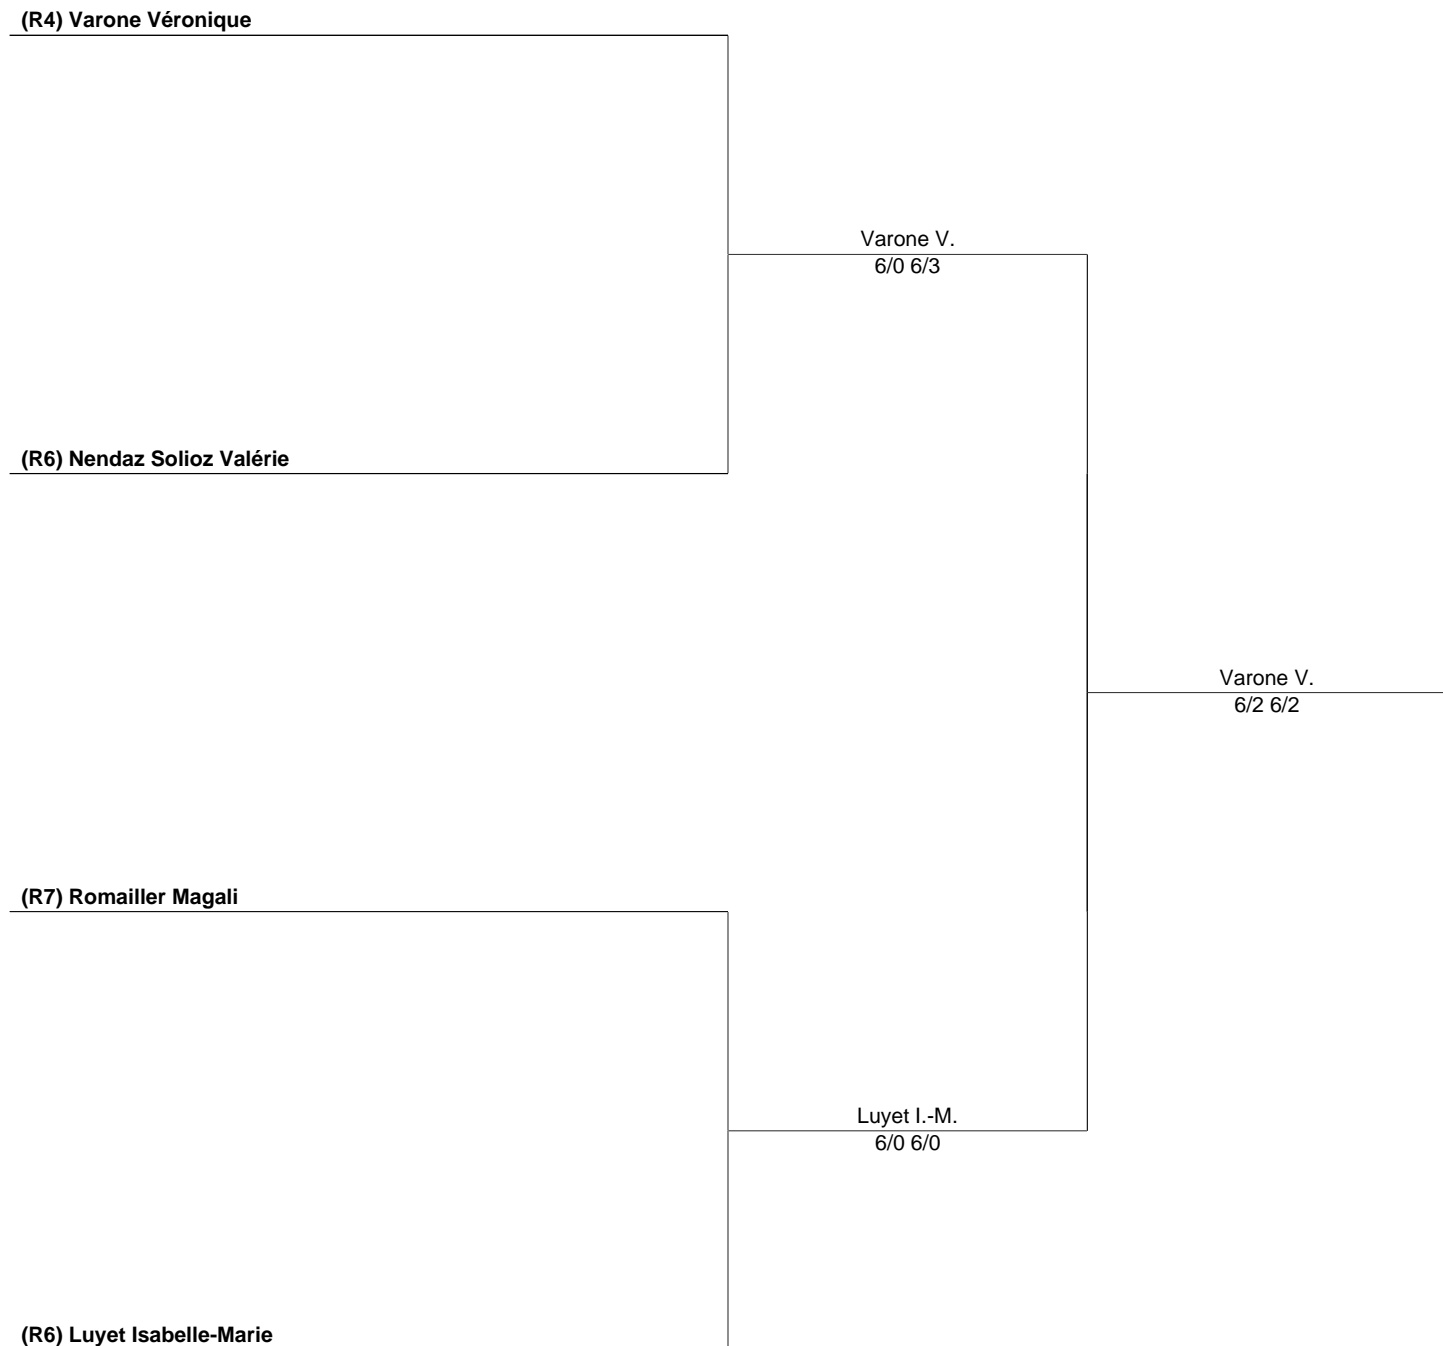 (R4) Varone Véronique
Varone V.
6/0 6/3
(R6) Nendaz Solioz Valérie
Varone V.
6/2 6/2
(R7) Romailler Magali
Luyet I.-M.
6/0 6/0
(R6) Luyet Isabelle-Marie